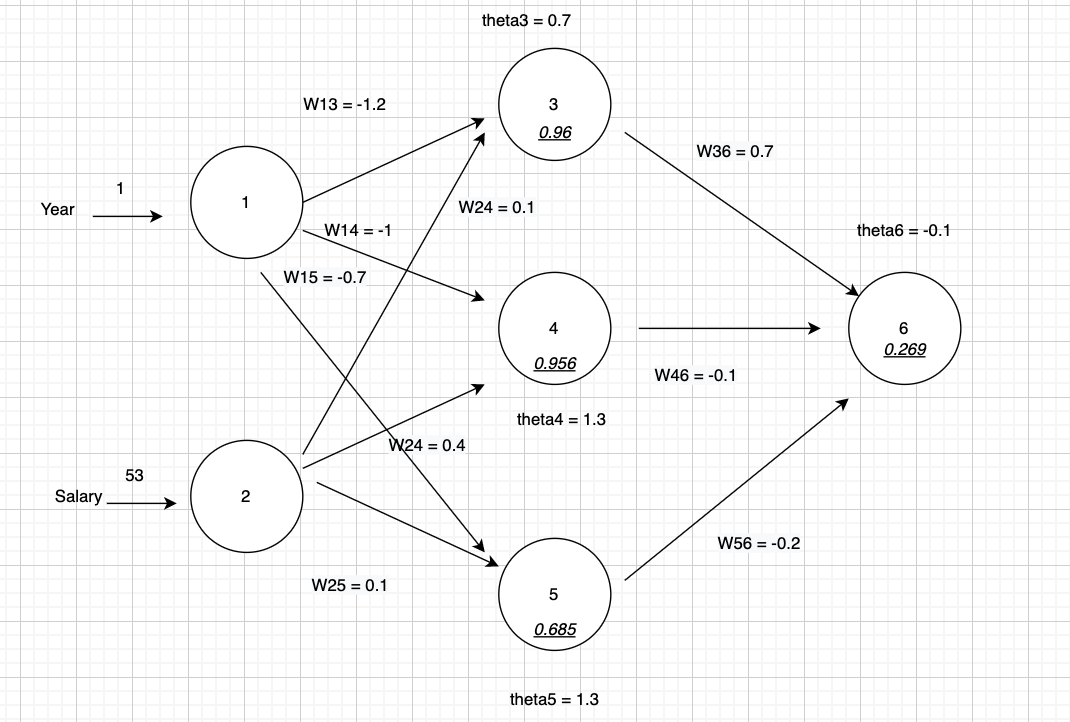 theta3 = 0.7
W13 = -1.2
3
0.96
W36 = 0.7
1
Year
1
W24 = 0.1
W14 = -1
theta6 = -0.1
W15 = -0.7
4
0.956
6
0.269
W46 = -0.1
theta4 = 1.3
W24 = 0.4
53
Salary
2
W56 = -0.2
W25 = 0.1
5
0.685
theta5 = 1.3